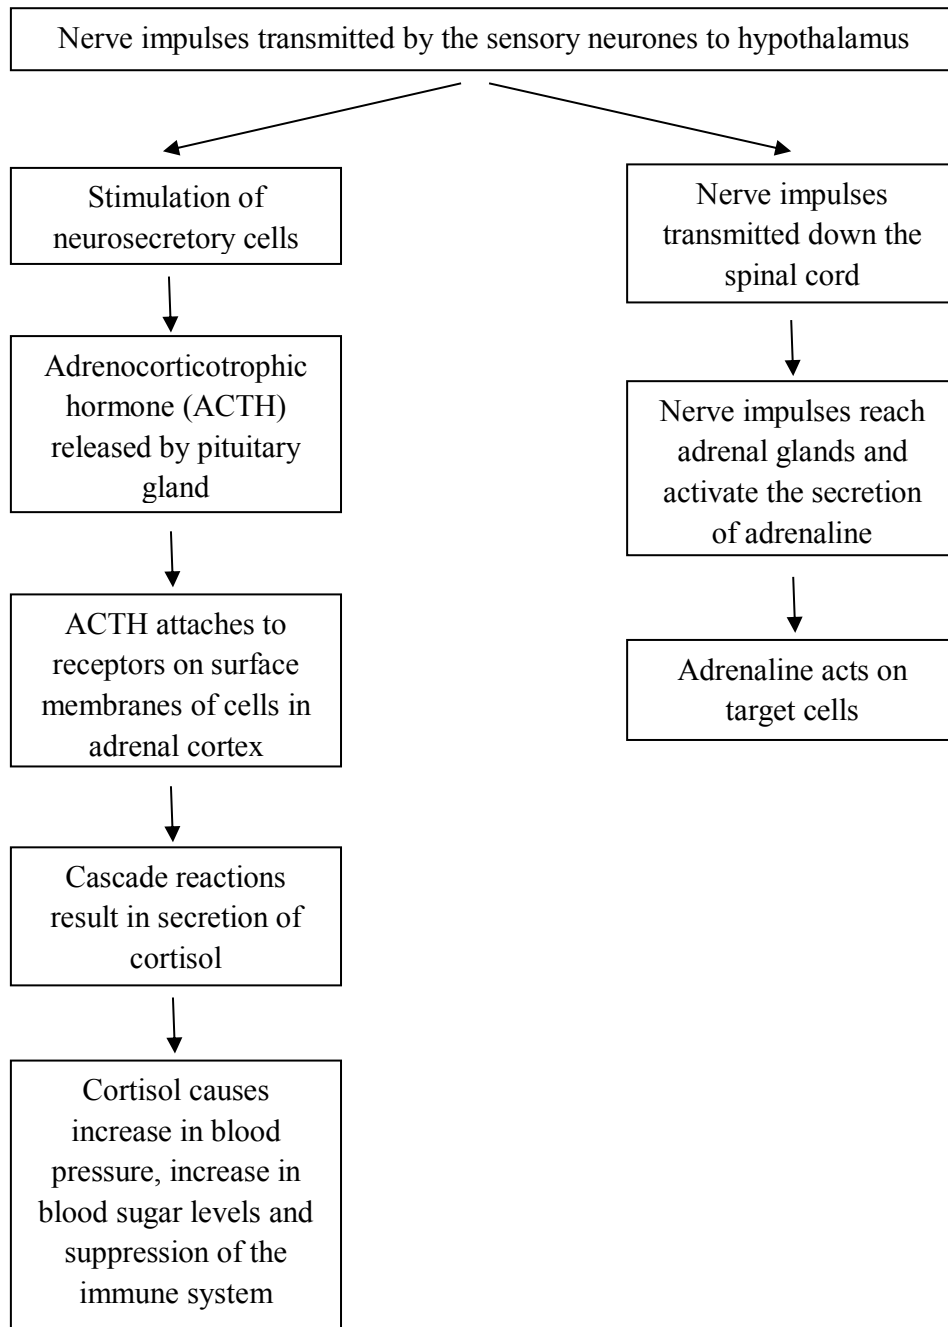 Nerve impulses transmitted by the sensory neurones to hypothalamus
Stimulation of
neurosecretory cells
Adrenocorticotrophic
hormone (ACTH)
released by pituitary
gland
ACTH attaches to
receptors on surface
membranes of cells in
adrenal cortex
Cascade reactions
result in secretion of
cortisol
Cortisol causes
increase in blood
pressure, increase in
blood sugar levels and
suppression of the
immune system
Nerve impulses
transmitted down the
spinal cord
Nerve impulses reach
adrenal glands and
activate the secretion
of adrenaline
Adrenaline acts on
target cells